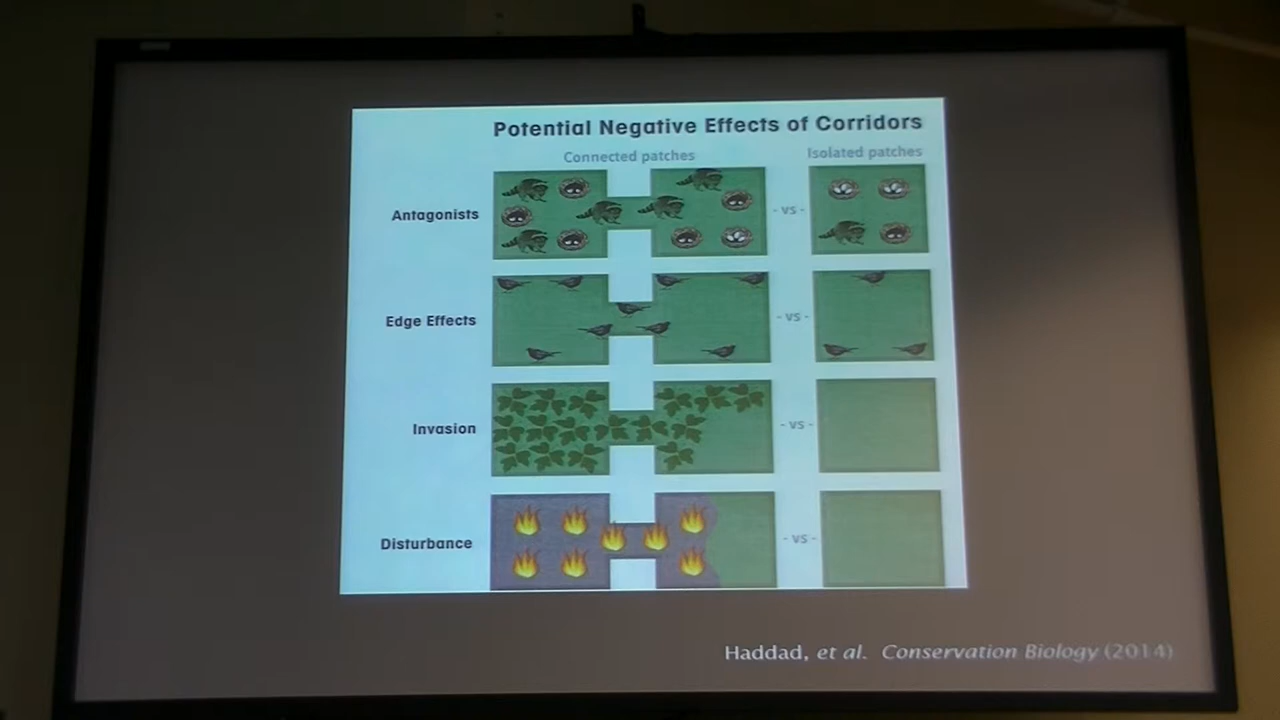 Potential Negative Effects of Corridors
Connected patches
Isolated patches
Antagonists
- vs -
Edge Effects
- vs -
Invasion
- vs -
Disturbance
- vs -
Haddad, et al. Conservation Biology (2014)